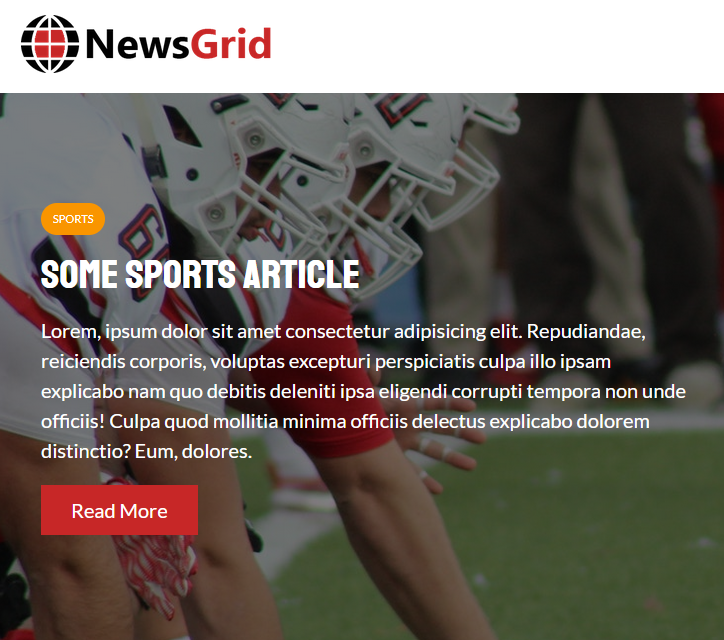 NewsGrid
SPORTS
SOME SPORTS ARTICLE
Lorem, ipsum dolor sit amet consectetur adipisicing elit. Repudiandae,
reiciendis corporis, voluptas excepturi perspiciatis culpa illo ipsam
explicabo nam quo debitis deleniti ipsa eligendi corrupti tempora non unde
officiis! Culpa quod mollitia minima officiis delectus explicabo dolorem
distinctio? Eum, dolores.
Read More